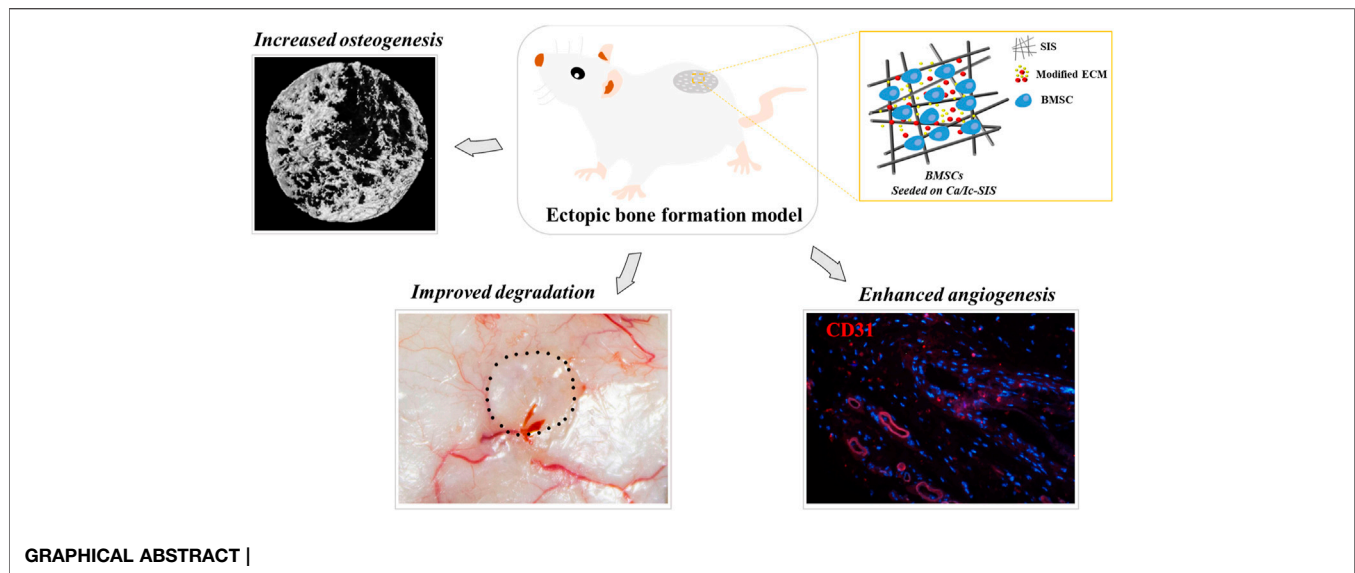 Increased osteogenesis
Ectopic bone formation model
SIS
Modified ECM
BMSC
BMSCs
Seeded on Ca/Ic-SIS
Improved degradation
Enhanced angiogenesis
CD31
GRAPHICAL ABSTRACT |